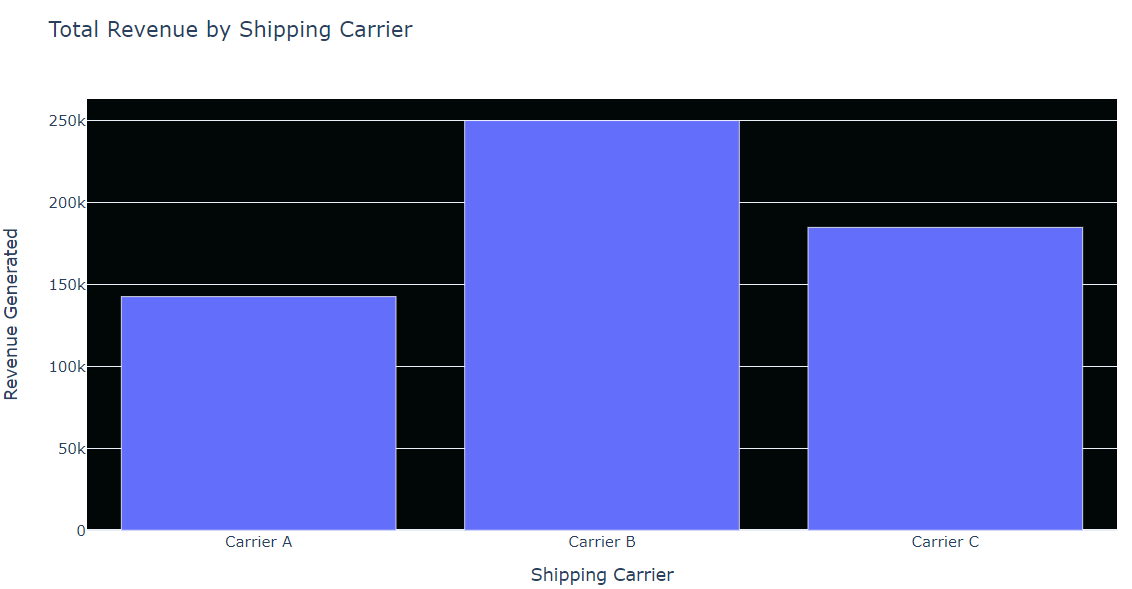 Total Revenue by Shipping Carrier
Revenue Generated
250k
200k
150k
100k
50k
0
Carrier A
Carrier B
Carrier C
Shipping Carrier